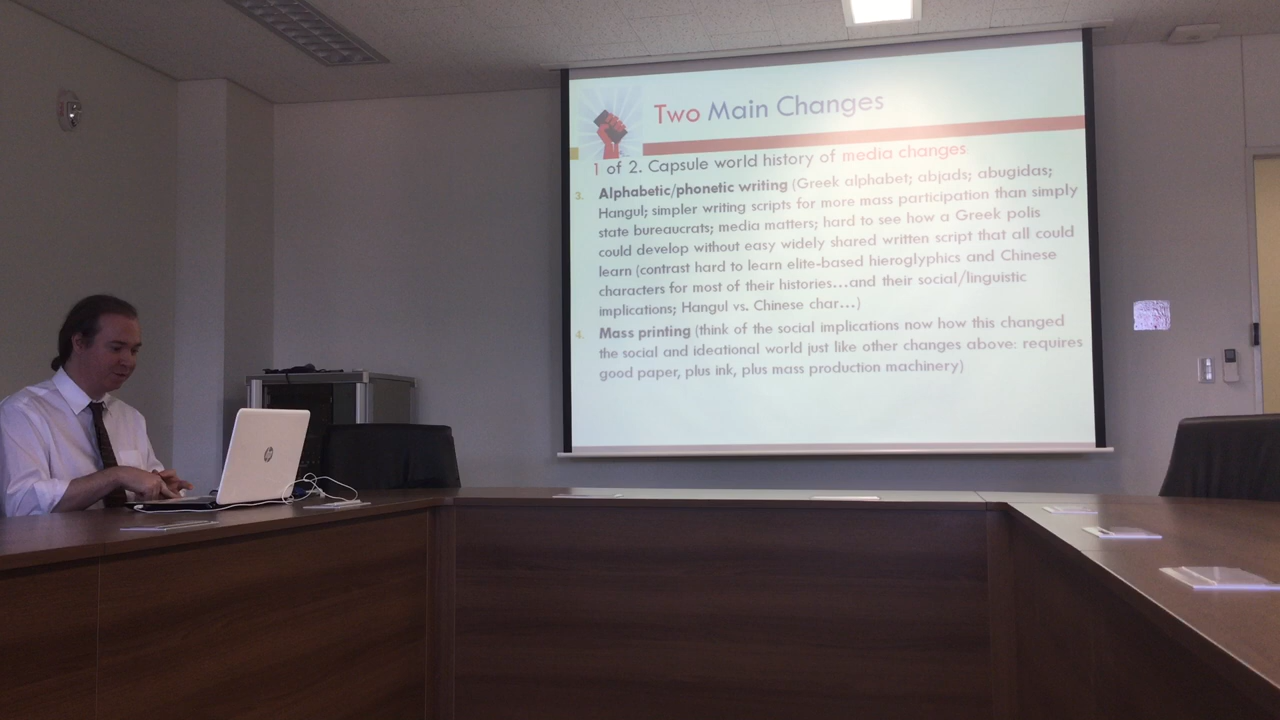 Two Main Changes
1 of 2. Capsule world history of media changes
3. Alphabetic/phonetic writing (Greek alphabet; abjads; abugidas;
Hangul; simpler writing scripts for more mass participation than simply
state bureaucrats; media matters; hard to see how a Greek polis
could develop without easy widely shared written script that all could
learn (contrast hard to learn elite-based hieroglyphics and Chinese
characters for most of their histories…and their social/linguistic
implications; Hangul vs. Chinese char…)
4. Mass printing (think of the social implications now how this changed
the social and ideational world just like other changes above: requires
good paper, plus ink, plus mass production machinery)
hp